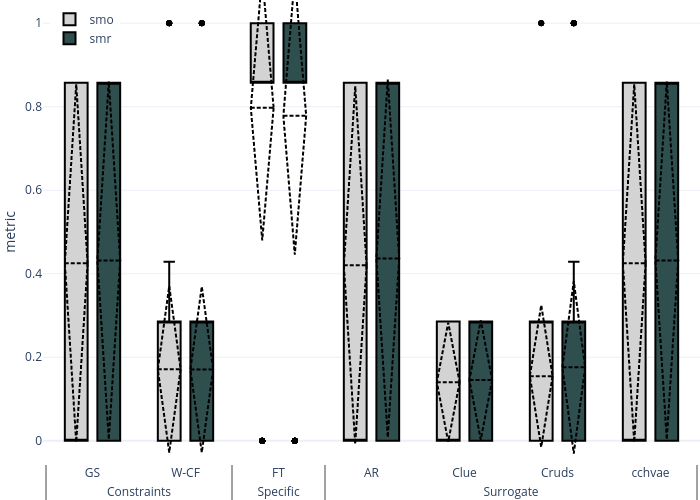 smo
smr
metric
1
0.8
0.6
0.4
0.2
0
GS
W-CF
FT
AR
Clue
Cruds
cchvae
Constraints
Specific
Surrogate